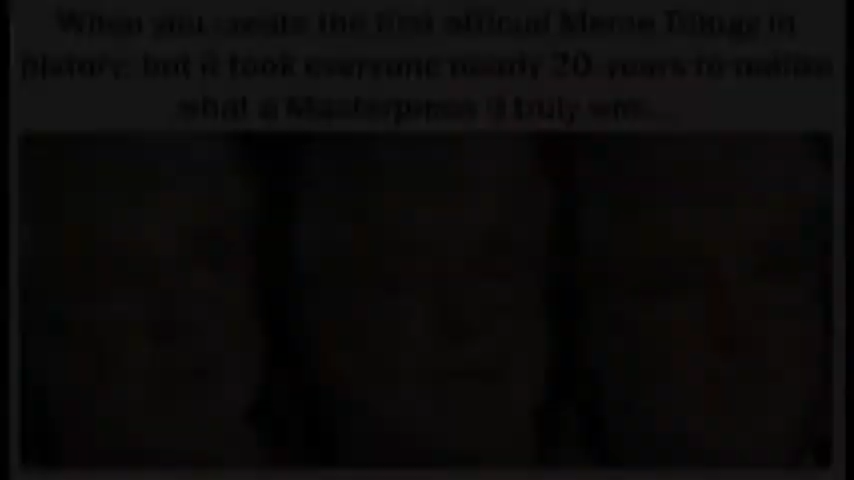 When you create the first official Meme Trilogy in
history, but it took everyone nearly 20 years to realize
what a Masterpiece it truly was...